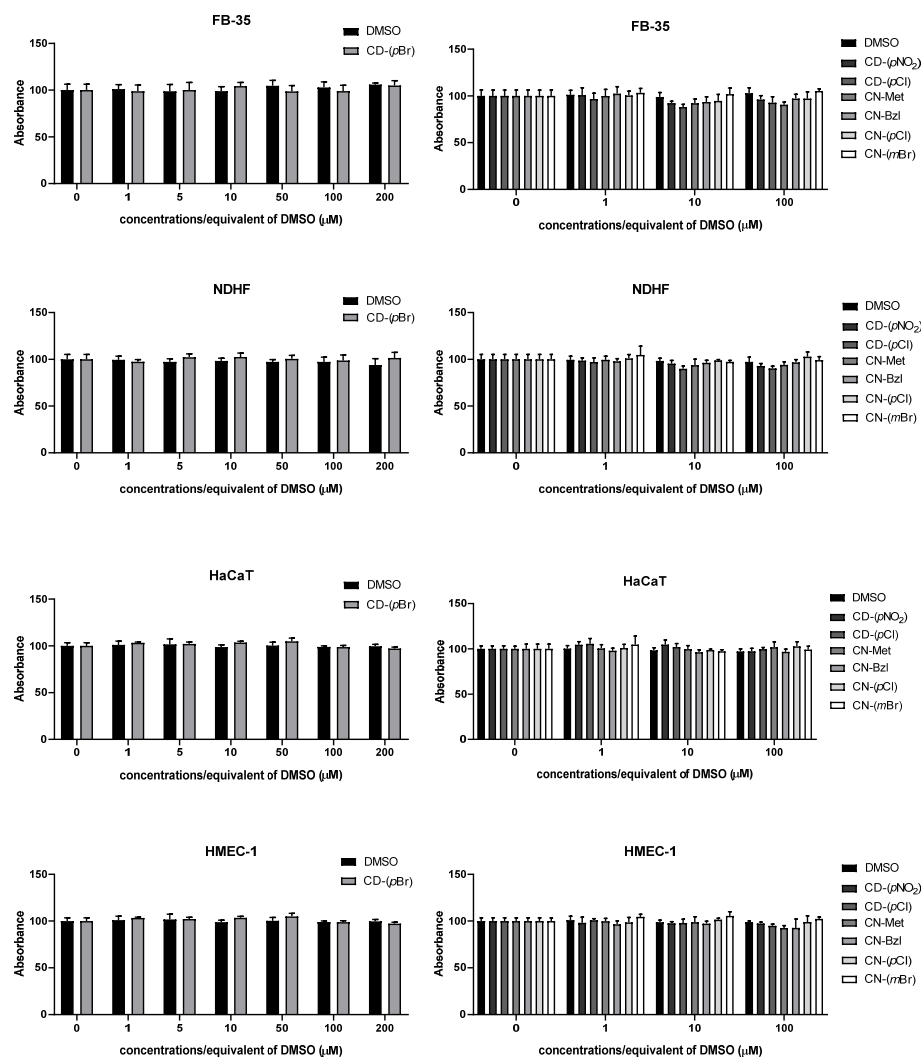 FB-35
150
100
50
0
Absorbance
0 1 5 10 50 100 200
concentrations/equivalent of DMSO (μM)
DMSO
CD-(pBr)
FB-35
150
100
50
0
Absorbance
0 1 10 100
concentrations/equivalent of DMSO (μM)
DMSO
CD-(pNO₂)
CD-(pCl)
CN-Met
CN-Bzl
CN-(pCl)
CN-(mBr)
NDHF
150
100
50
0
Absorbance
0 1 5 10 50 100 200
concentrations/equivalent of DMSO (μM)
DMSO
CD-(pBr)
NDHF
150
100
50
0
Absorbance
0 1 10 100
concentrations/equivalent of DMSO (μM)
DMSO
CD-(pNO₂)
CD-(pCl)
CN-Met
CN-Bzl
CN-(pCl)
CN-(mBr)
HaCaT
150
100
50
0
Absorbance
0 1 5 10 50 100 200
concentrations/equivalent of DMSO (μM)
DMSO
CD-(pBr)
HaCaT
150
100
50
0
Absorbance
0 1 10 100
concentrations/equivalent of DMSO (μM)
DMSO
CD-(pNO₂)
CD-(pCl)
CN-Met
CN-Bzl
CN-(pCl)
CN-(mBr)
HMEC-1
150
100
50
0
Absorbance
0 1 5 10 50 100 200
concentrations/equivalent of DMSO (μM)
DMSO
CD-(pBr)
HMEC-1
150
100
50
0
Absorbance
0 1 10 100
concentrations/equivalent of DMSO (μM)
DMSO
CD-(pNO₂)
CD-(pCl)
CN-Met
CN-Bzl
CN-(pCl)
CN-(mBr)